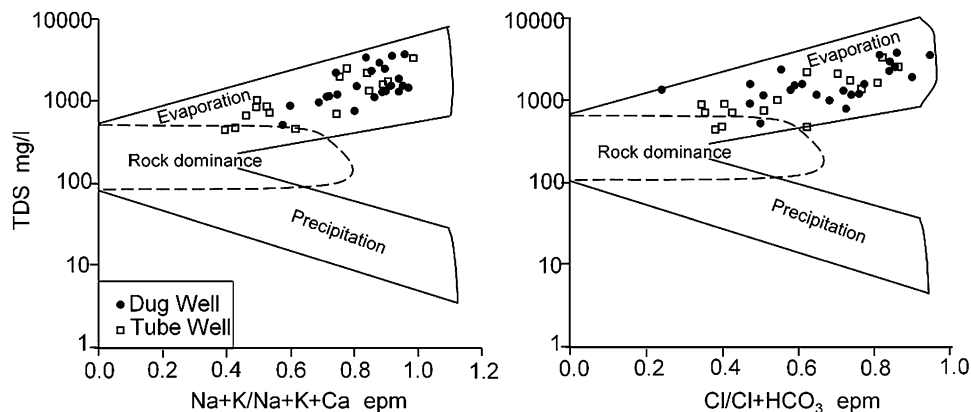 10000
1000
100
10
1
TDS mg/l
Evaporation
Rock dominance
Precipitation
Dug Well
Tube Well
0.0 0.2 0.4 0.6 0.8 1.0 1.2
Na+K/Na+K+Ca epm
10000
1000
100
10
1
Evaporation
Rock dominance
Precipitation
0.0 0.2 0.4 0.6 0.8 1.0
Cl/Cl+HCO₃ epm